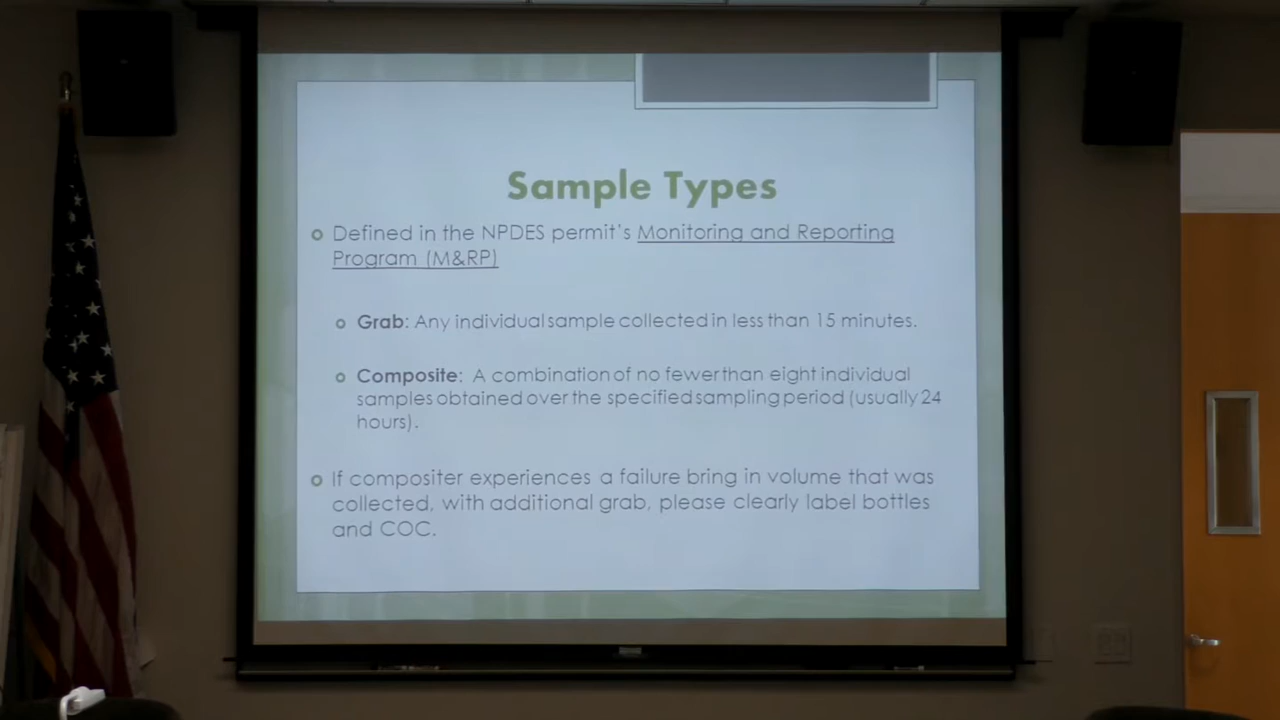 Sample Types
Defined in the NPDES permit's Monitoring and Reporting
Program (M&RP)
Grab: Any individual sample collected in less than 15 minutes.
Composite: A combination of no fewer than eight individual
samples obtained over the specified sampling period (usually 24
hours).
If compositer experiences a failure bring in volume that was
collected, with additional grab, please clearly label bottles
and COC.